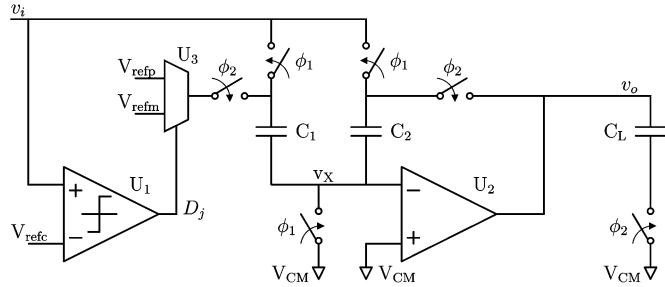 v_i
U_3
V_refp
ϕ_2
ϕ_1
ϕ_1
ϕ_2
v_o
V_refm
C_1
C_2
C_L
v_X
U_1
U_2
+
−
D_j
ϕ_1
−
+
ϕ_2
V_refc
V_CM
V_CM
V_CM